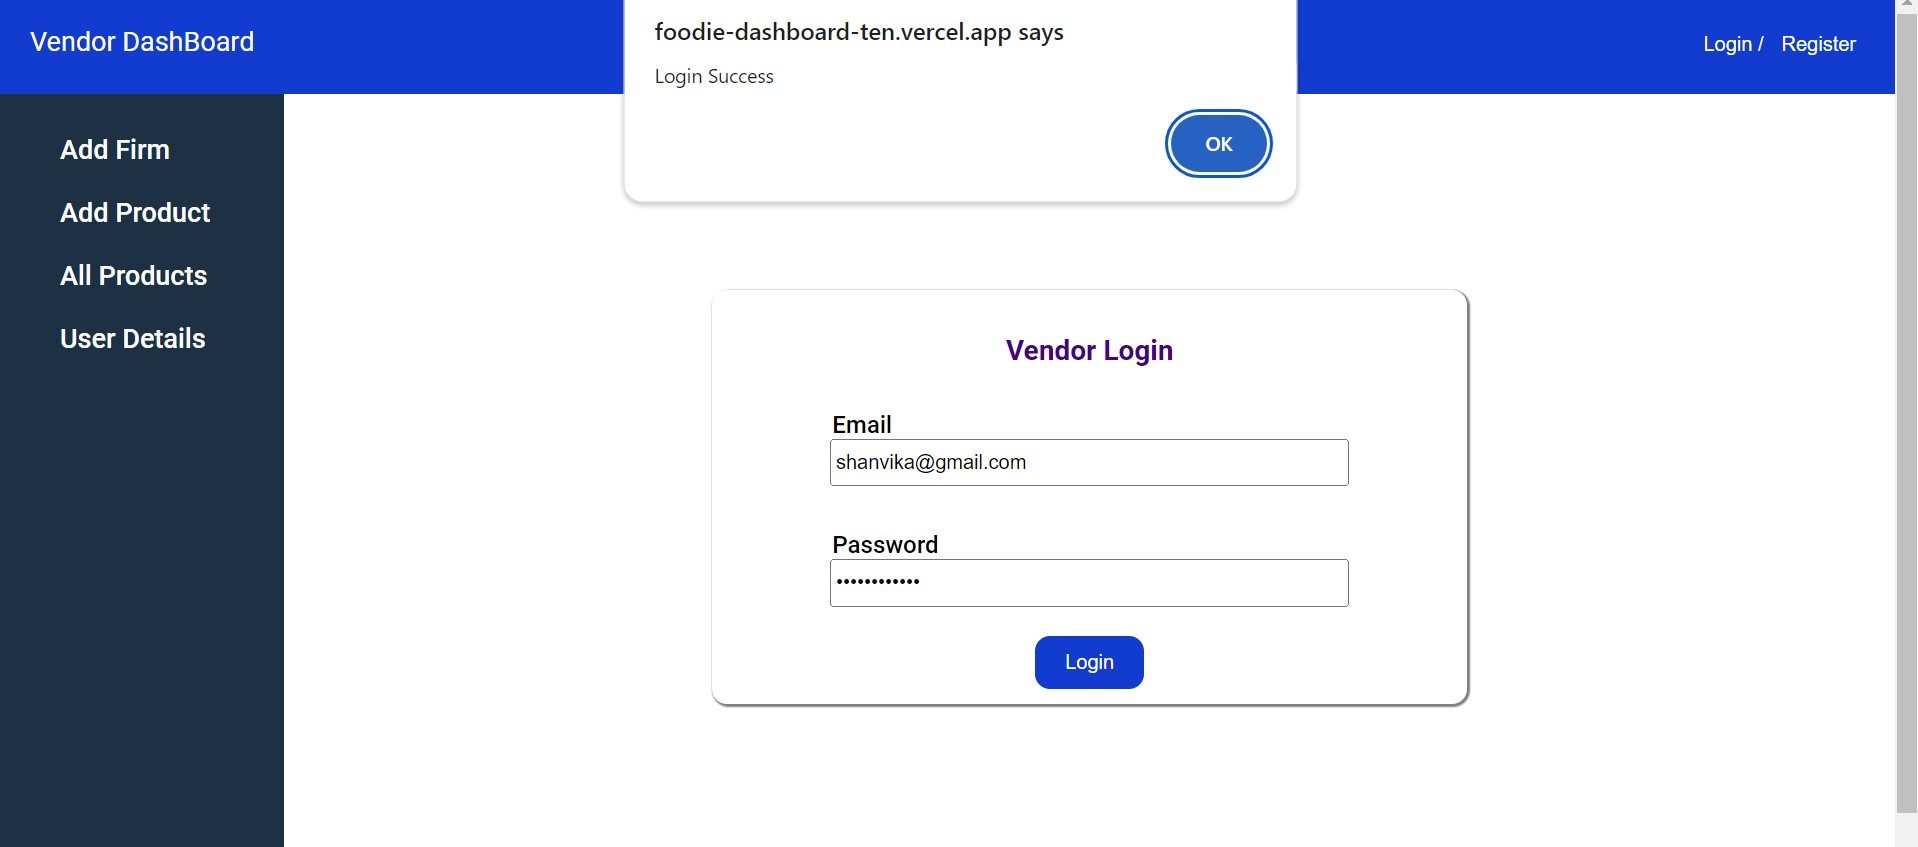 Vendor DashBoard
foodie-dashboard-ten.vercel.app says
Login Success
OK
Login / Register
Add Firm
Add Product
All Products
User Details
Vendor Login
Email
shanvika@gmail.com
Password
••••••••••••
Login